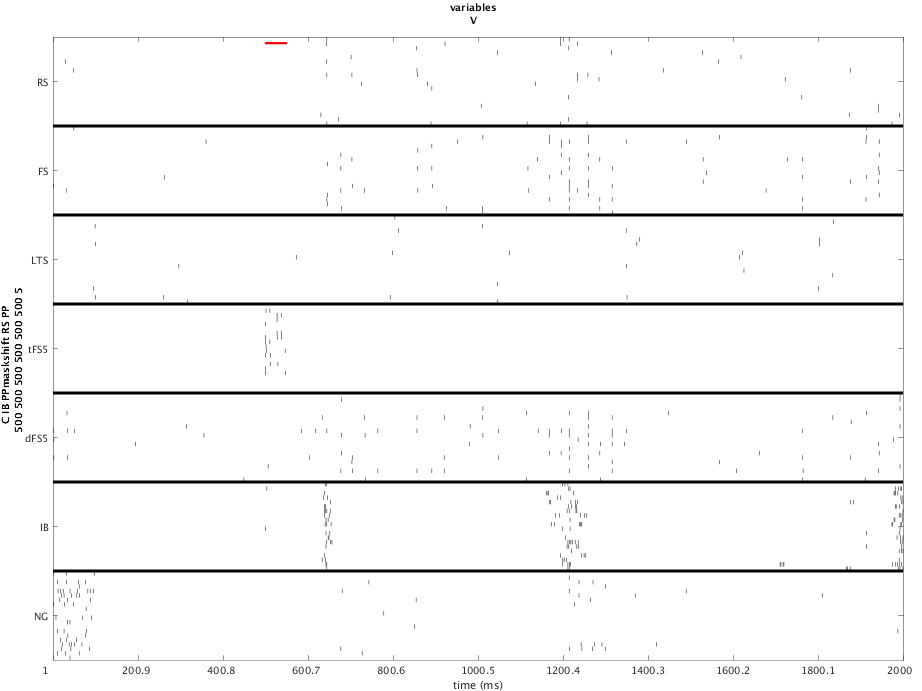 variables
V
RS
FS
LTS
tFS5
dFS5
IB
NG
C IB PPmaskshift RS PP
500 500 500 500 500 500 5
1
200.9
400.8
600.7
800.6
1000.5
1200.4
1400.3
1600.2
1800.1
2000
time (ms)